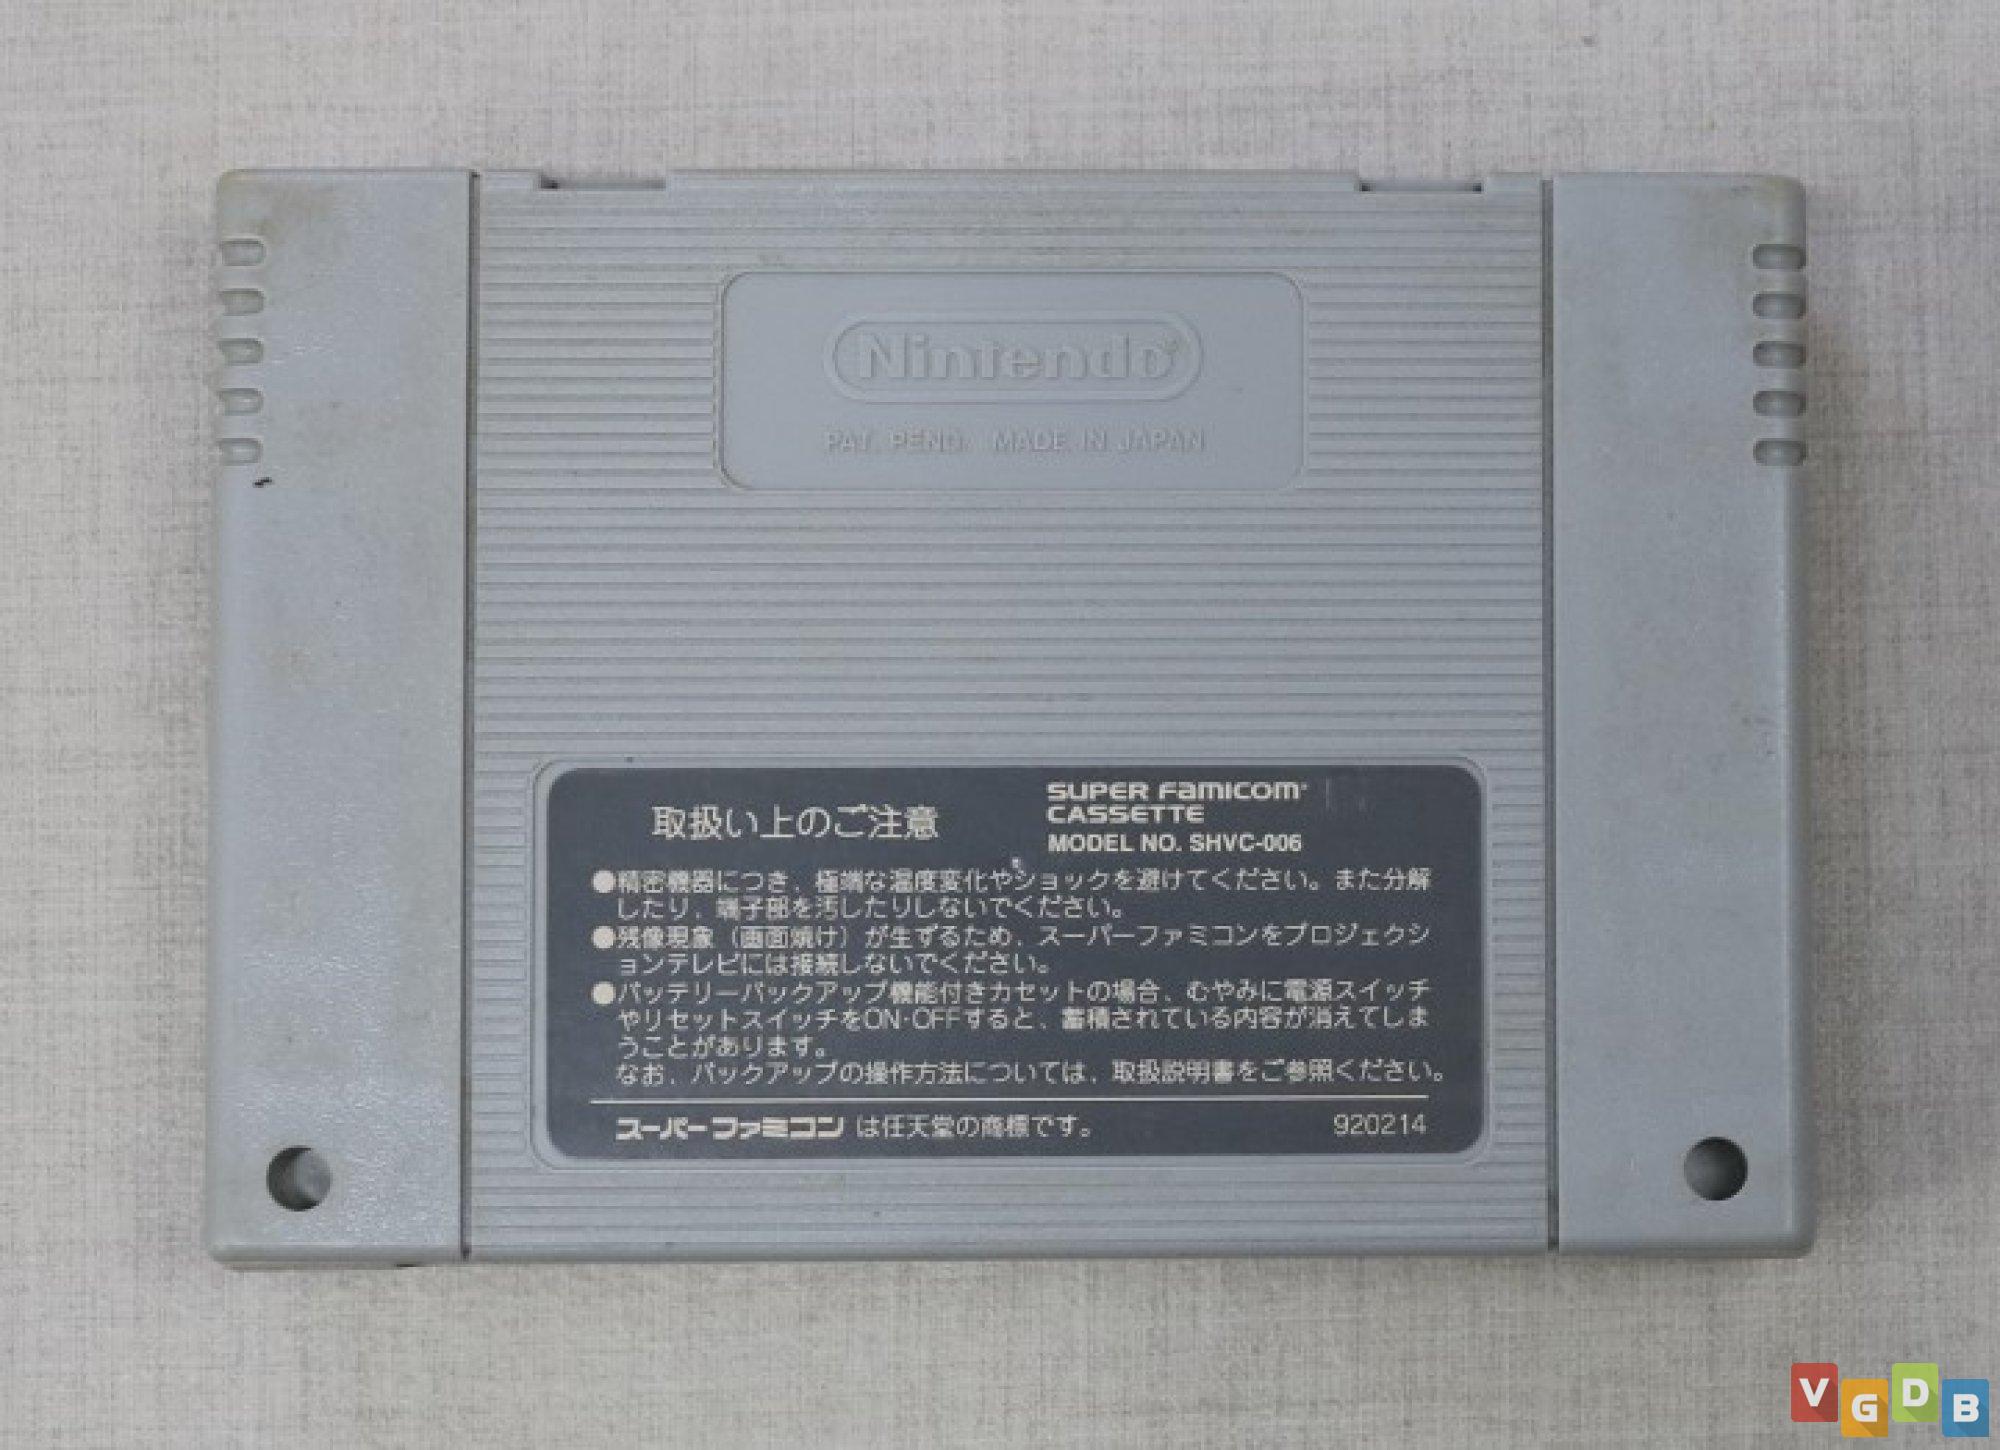 Nintendo
PAT. PEND. MADE IN JAPAN
取扱い上のご注意
SUPER FAMICOM
CASSETTE
MODEL NO. SHVC-006
●精密機器につき、極端な温度変化やショックを避けてください。また分解
したり、端子部を汚したりしないでください。
●残像現象（画面焼け）が生ずるため、スーパーファミコンをプロジェクシ
ョンテレビには接続しないでください。
●バッテリーバックアップ機能付きカセットの場合、むやみに電源スイッチ
やリセットスイッチをON・OFFすると、蓄積されている内容が消えてしま
うことがあります。
なお、バックアップの操作方法については、取扱説明書をご参照ください。
スーパーファミコン は任天堂の商標です。 920214
VGDB